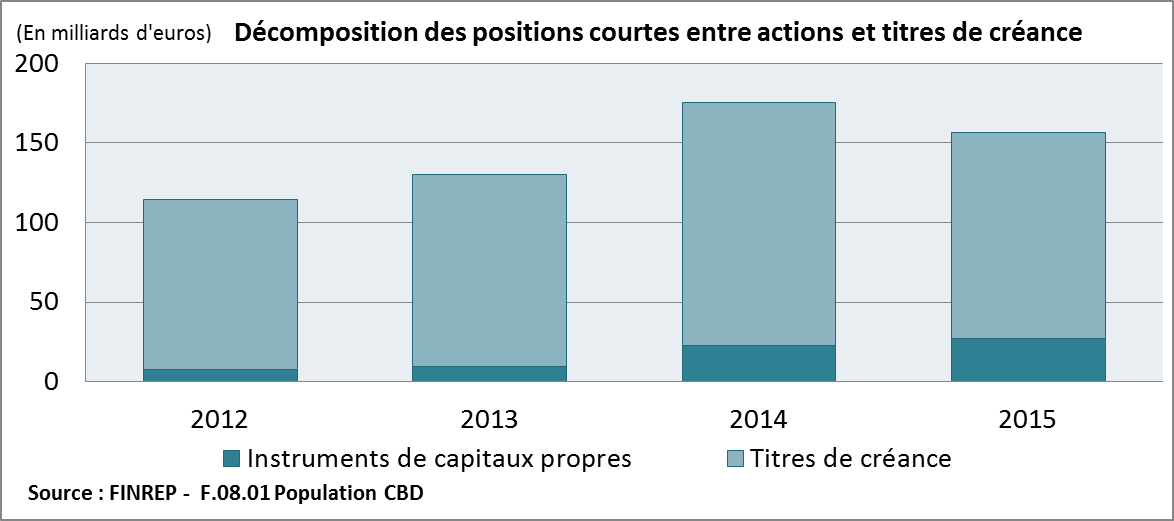 (En milliards d'euros) Décomposition des positions courtes entre actions et titres de créance
200
150
100
50
0
2012 2013 2014 2015
Instruments de capitaux propres Titres de créance
Source : FINREP - F.08.01 Population CBD